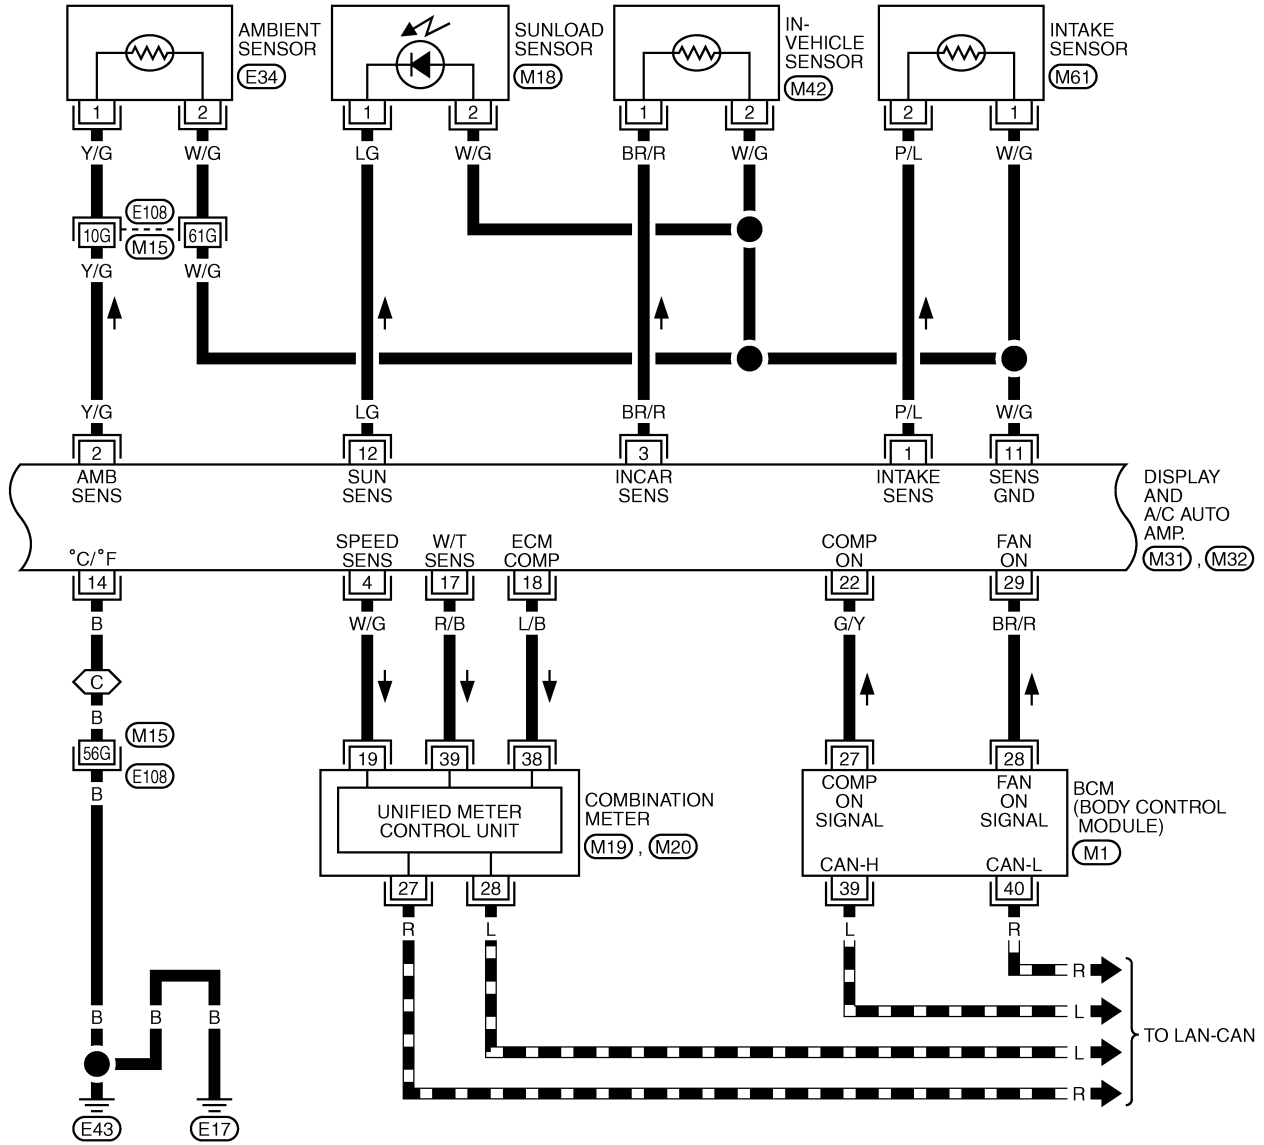 AMBIENT
SENSOR
E34
SUNLOAD
SENSOR
M18
IN-
VEHICLE
SENSOR
M42
INTAKE
SENSOR
M61
1 2 1 2 1 2 2 1
Y/G W/G LG W/G BR/R W/G P/L W/G
E108
10G 61G
M15
Y/G W/G
Y/G LG BR/R P/L W/G
2 12 3 1 11
AMB
SENS
SUN
SENS
INCAR
SENS
INTAKE
SENS
SENS
GND
DISPLAY
AND
A/C AUTO
AMP.
M31 , M32
°C/°F
SPEED
SENS
W/T
SENS
ECM
COMP
COMP
ON
FAN
ON
14 4 17 18 22 29
B W/G R/B L/B G/Y BR/R
C
B
M15
56G
E108
B
19 39 38 27 28
UNIFIED METER
CONTROL UNIT
COMBINATION
METER
M19 , M20
COMP
ON
SIGNAL
FAN
ON
SIGNAL
CAN-H CAN-L
BCM
(BODY CONTROL
MODULE)
M1
27 28 39 40
R L L R
R
L
L
R
TO LAN-CAN
B B B
E43 E17